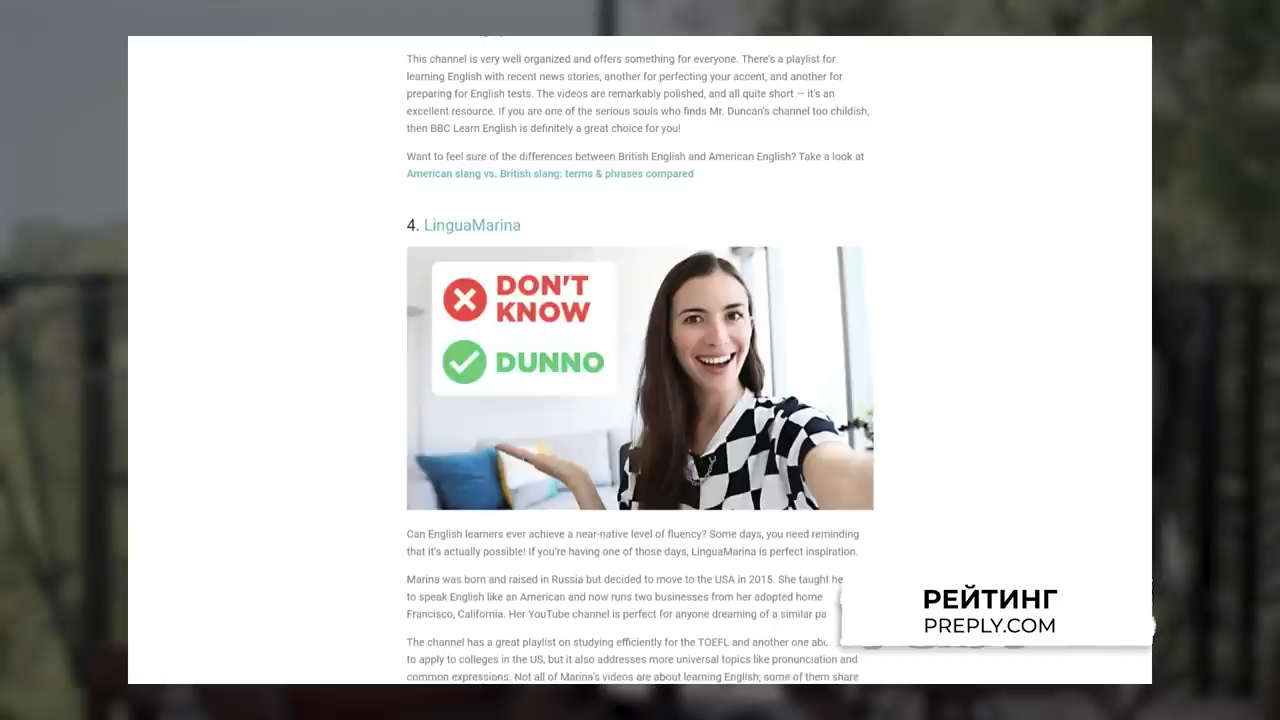 This channel is very well organized and offers something for everyone. There's a playlist for
learning English with recent news stories, another for perfecting your accent, and another for
preparing for English tests. The videos are remarkably polished, and all quite short — it's an
excellent resource. If you are one of the serious souls who finds Mr. Duncan's channel too childish,
then BBC Learn English is definitely a great choice for you!
Want to feel sure of the differences between British English and American English? Take a look at
American slang vs. British slang: terms & phrases compared
4. LinguaMarina
DON'T
KNOW
DUNNO
Can English learners ever achieve a near-native level of fluency? Some days, you need reminding
that it's actually possible! If you're having one of those days, LinguaMarina is perfect inspiration.
Marina was born and raised in Russia but decided to move to the USA in 2015. She taught he
to speak English like an American and now runs two businesses from her adopted home
Francisco, California. Her YouTube channel is perfect for anyone dreaming of a similar pa
The channel has a great playlist on studying efficiently for the TOEFL and another one abo
to apply to colleges in the US, but it also addresses more universal topics like pronunciation and
common expressions. Not all of Marina's videos are about learning English; some of them share
РЕЙТИНГ
PREPLY.COM